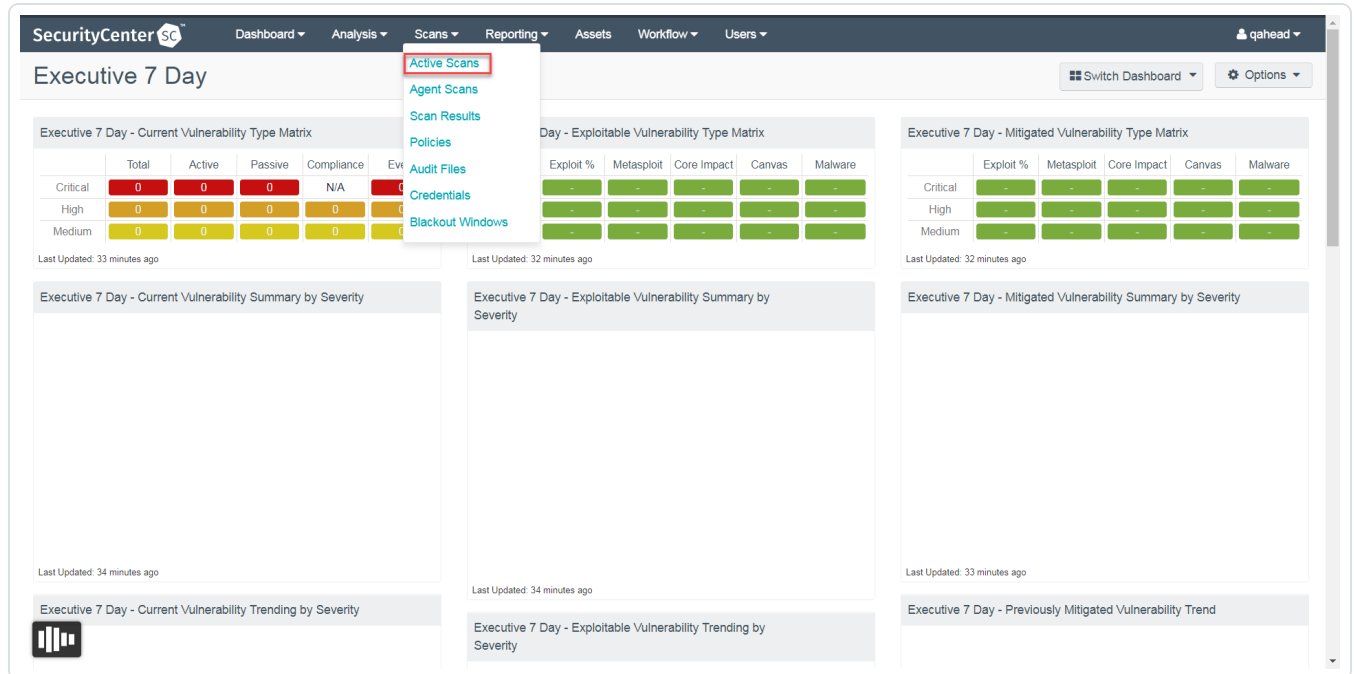 SecurityCenter SC™ Dashboard Analysis Scans Reporting Assets Workflow Users qahead
Active Scans
Agent Scans
Scan Results
Policies
Audit Files
Credentials
Blackout Windows
Executive 7 Day
Switch Dashboard Options
Executive 7 Day - Current Vulnerability Type Matrix
Total Active Passive Compliance
Critical 0 0 0 N/A 0
High 0 0 0 0 0
Medium 0 0 0 0 0
Last Updated: 33 minutes ago
Day - Exploitable Vulnerability Type Matrix
Exploit % Metasploit Core Impact Canvas Malware
- - - - -
- - - - -
- - - - -
Last Updated: 32 minutes ago
Executive 7 Day - Mitigated Vulnerability Type Matrix
Exploit % Metasploit Core Impact Canvas Malware
Critical - - - - -
High - - - - -
Medium - - - - -
Last Updated: 32 minutes ago
Executive 7 Day - Current Vulnerability Summary by Severity
Last Updated: 34 minutes ago
Executive 7 Day - Exploitable Vulnerability Summary by
Severity
Last Updated: 34 minutes ago
Executive 7 Day - Mitigated Vulnerability Summary by Severity
Last Updated: 33 minutes ago
Executive 7 Day - Current Vulnerability Trending by Severity
Executive 7 Day - Exploitable Vulnerability Trending by
Severity
Executive 7 Day - Previously Mitigated Vulnerability Trend